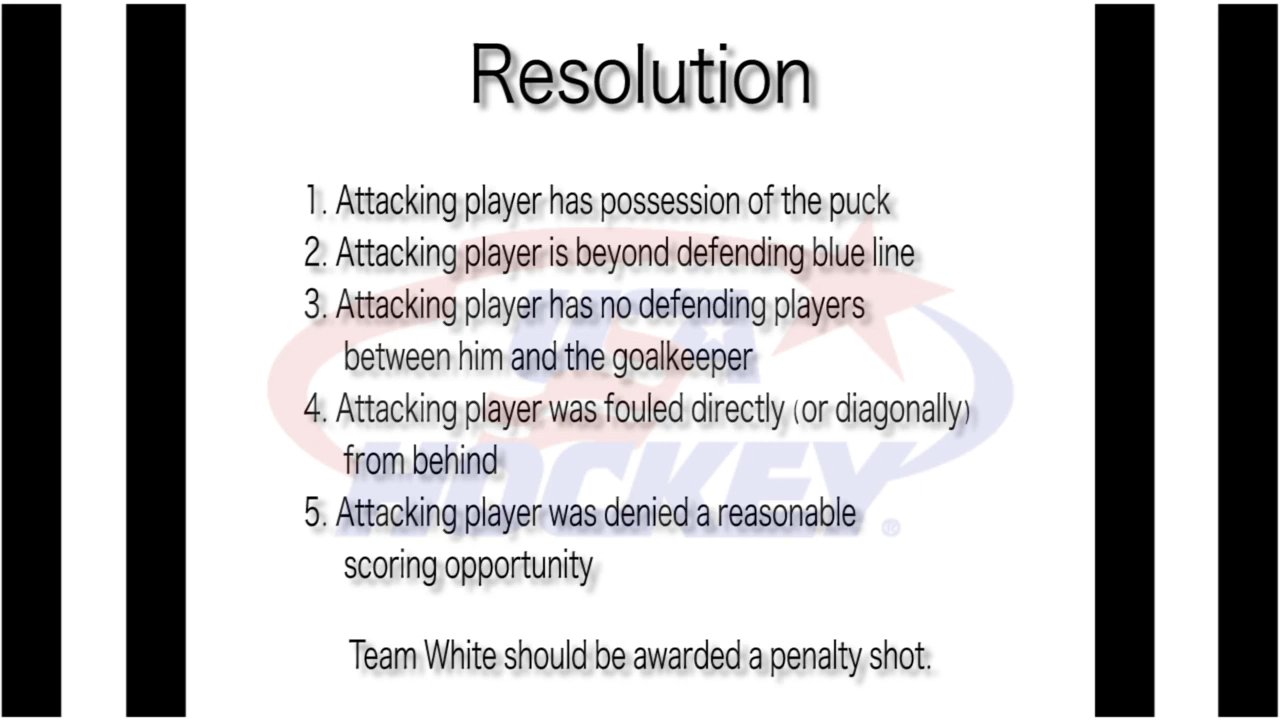 Resolution
1. Attacking player has possession of the puck
2. Attacking player is beyond defending blue line
3. Attacking player has no defending players
between him and the goalkeeper
4. Attacking player was fouled directly (or diagonally)
from behind
5. Attacking player was denied a reasonable
scoring opportunity
Team White should be awarded a penalty shot.
USA
HOCKEY®